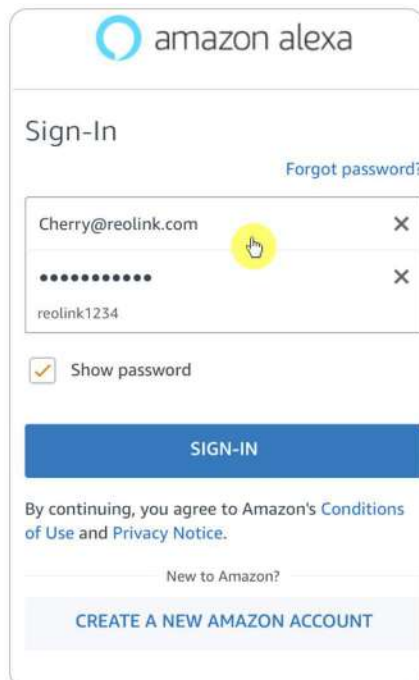 amazon alexa
Sign-In
Forgot password?
Cherry@reolink.com
•••••••••••
reolink1234
Show password
SIGN-IN
By continuing, you agree to Amazon's Conditions
of Use and Privacy Notice.
New to Amazon?
CREATE A NEW AMAZON ACCOUNT